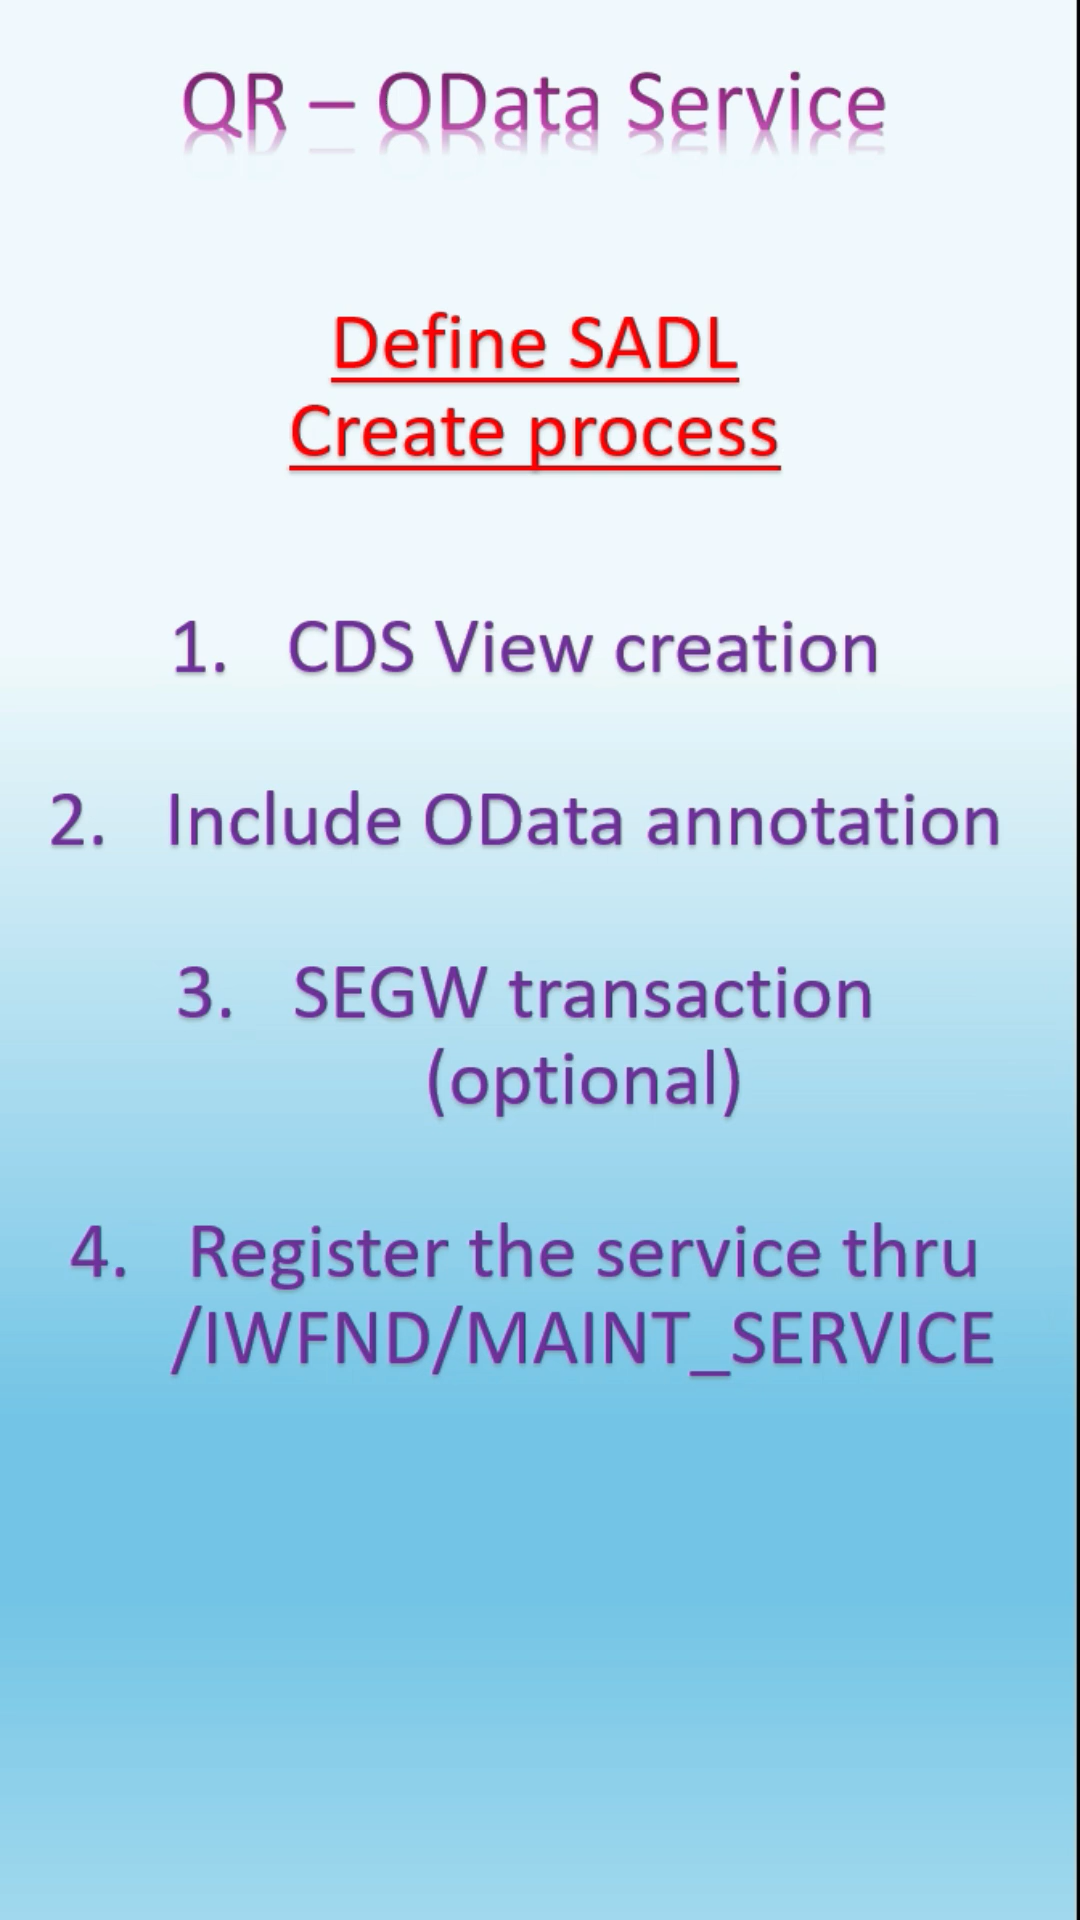 QR – OData Service
Define SADL
Create process
1. CDS View creation
2. Include OData annotation
3. SEGW transaction
(optional)
4. Register the service thru
/IWFND/MAINT_SERVICE